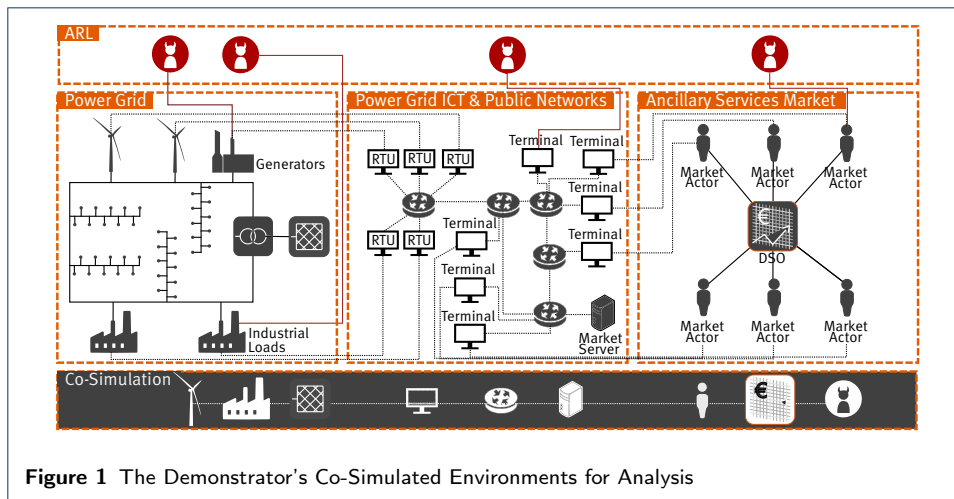 ARL
Power Grid
Power Grid ICT & Public Networks
Ancillary Services Market
Generators
RTU
RTU
RTU
Terminal
Terminal
Market
Actor
Market
Actor
Market
Actor
Terminal
RTU
RTU
Terminal
Terminal
€
DSO
Terminal
Terminal
Industrial
Loads
Market
Server
Market
Actor
Market
Actor
Market
Actor
Co-Simulation
€
Figure 1 The Demonstrator's Co-Simulated Environments for Analysis